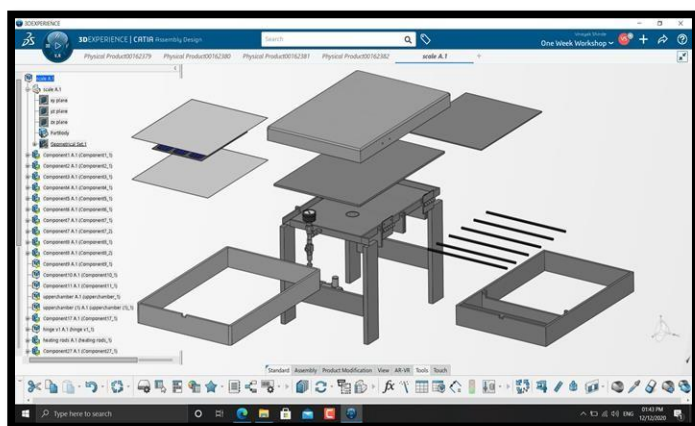 3DEXPERIENCE
3DEXPERIENCE | CATIA Assembly Design
Search
One Week Workshop
Physical Product00162379
Physical Product00162380
Physical Product00162381
Physical Product00162382
scale A.1
scale A.1
scale A.1
xy plane
yz plane
zx plane
PartBody
Geometrical Set.1
Component1 A.1 (Component1_1)
Component2 A.1 (Component2_1)
Component3 A.1 (Component3_1)
Component4 A.1 (Component4_1)
Component5 A.1 (Component5_1)
Component6 A.1 (Component6_1)
Component7 A.1 (Component7_1)
Component7 A.1 (Component7_2)
Component8 A.1 (Component8_1)
Component8 A.1 (Component8_2)
Component9 A.1 (Component9_1)
Component10 A.1 (Component10_1)
Component11 A.1 (Component11_1)
upperchamber A.1 (upperchamber_1)
upperchamber (1) A.1 (upperchamber (1)_1)
Component17 A.1 (Component17_1)
hinge v1 A.1 (hinge v1_1)
heating rods A.1 (heating rods_1)
Component27 A.1 (Component27_1)
Standard Assembly Product Modification View AR-VR Tools Touch
Type here to search
ENG
01:43 PM
12/12/2020